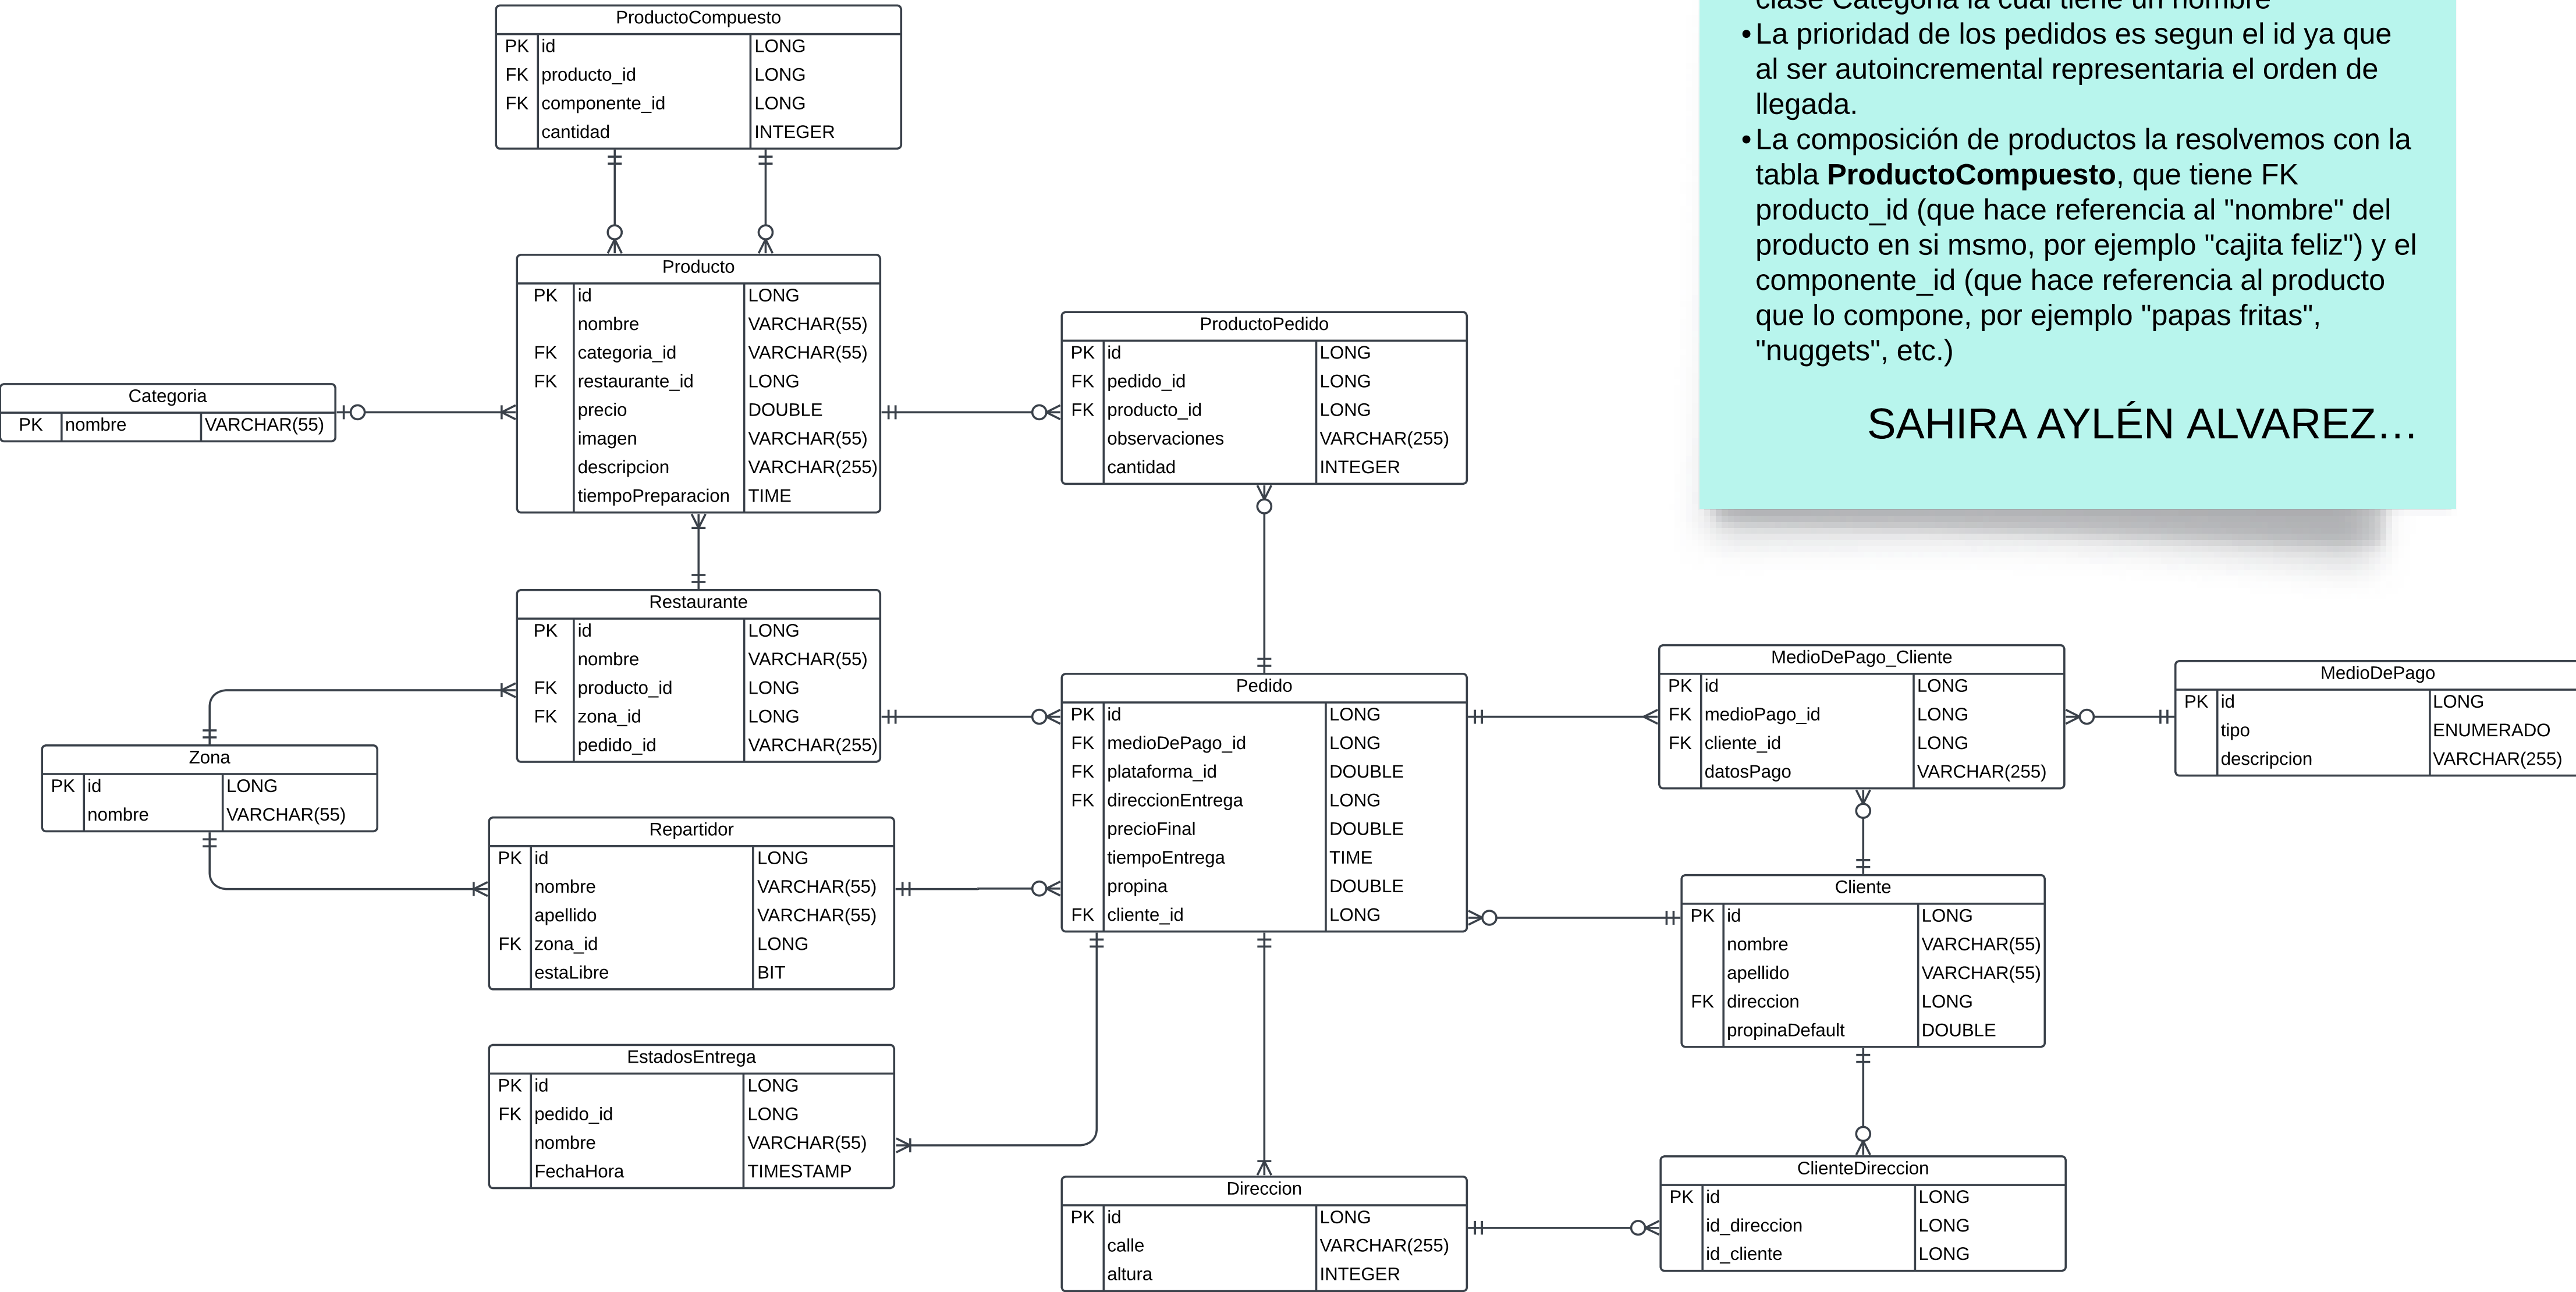 ProductoCompuesto
PK id LONG
FK producto_id LONG
FK componente_id LONG
cantidad INTEGER
clase Categoria la cual tiene un nombre
•La prioridad de los pedidos es segun el id ya que
al ser autoincremental representaria el orden de
llegada.
•La composición de productos la resolvemos con la
tabla ProductoCompuesto, que tiene FK
producto_id (que hace referencia al "nombre" del
producto en si msmo, por ejemplo "cajita feliz") y el
componente_id (que hace referencia al producto
que lo compone, por ejemplo "papas fritas",
"nuggets", etc.)
SAHIRA AYLÉN ALVAREZ…
Producto
PK id LONG
nombre VARCHAR(55)
FK categoria_id VARCHAR(55)
FK restaurante_id LONG
precio DOUBLE
imagen VARCHAR(55)
descripcion VARCHAR(255)
tiempoPreparacion TIME
Categoria
PK nombre VARCHAR(55)
ProductoPedido
PK id LONG
FK pedido_id LONG
FK producto_id LONG
observaciones VARCHAR(255)
cantidad INTEGER
Restaurante
PK id LONG
nombre VARCHAR(55)
FK producto_id LONG
FK zona_id LONG
pedido_id VARCHAR(255)
Zona
PK id LONG
nombre VARCHAR(55)
Repartidor
PK id LONG
nombre VARCHAR(55)
apellido VARCHAR(55)
FK zona_id LONG
estaLibre BIT
Pedido
PK id LONG
FK medioDePago_id LONG
FK plataforma_id DOUBLE
FK direccionEntrega LONG
precioFinal DOUBLE
tiempoEntrega TIME
propina DOUBLE
FK cliente_id LONG
MedioDePago_Cliente
PK id LONG
FK medioPago_id LONG
FK cliente_id LONG
datosPago VARCHAR(255)
MedioDePago
PK id LONG
tipo ENUMERADO
descripcion VARCHAR(255)
Cliente
PK id LONG
nombre VARCHAR(55)
apellido VARCHAR(55)
FK direccion LONG
propinaDefault DOUBLE
EstadosEntrega
PK id LONG
FK pedido_id LONG
nombre VARCHAR(55)
FechaHora TIMESTAMP
Direccion
PK id LONG
calle VARCHAR(255)
altura INTEGER
ClienteDireccion
PK id LONG
id_direccion LONG
id_cliente LONG